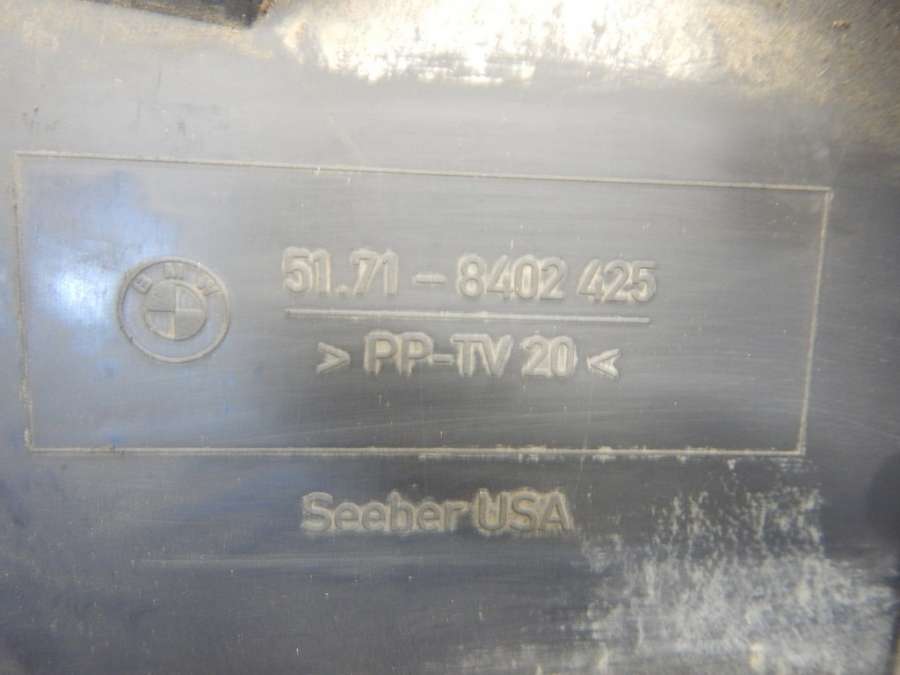 BMW
51.71 - 8402 425
> PP-TV 20 <
Seeber USA